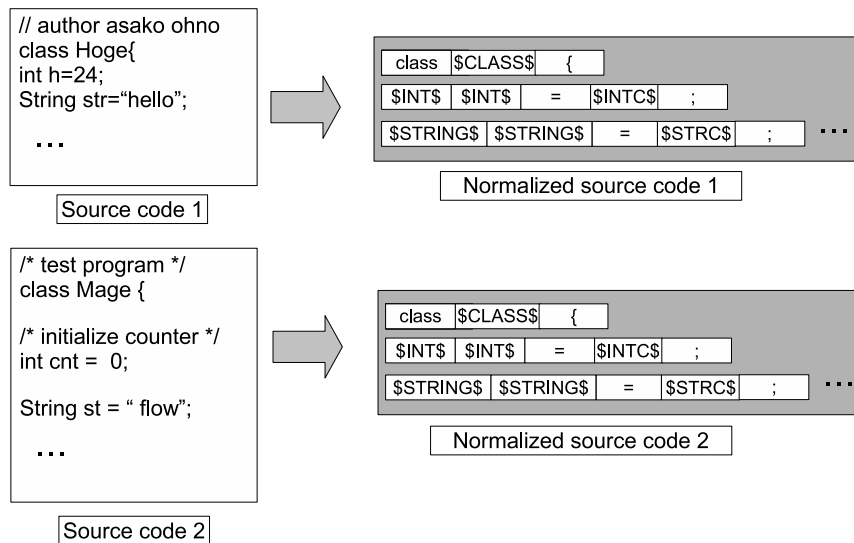 // author asako ohno
class Hoge{
int h=24;
String str=“hello”;
...
Source code 1
class $CLASS$ {
$INT$ $INT$ = $INTC$ ;
$STRING$ $STRING$ = $STRC$ ; ...
Normalized source code 1
/* test program */
class Mage {
/* initialize counter */
int cnt =  0;
String st = “ flow”;
...
Source code 2
class $CLASS$ {
$INT$ $INT$ = $INTC$ ;
$STRING$ $STRING$ = $STRC$ ; ...
Normalized source code 2